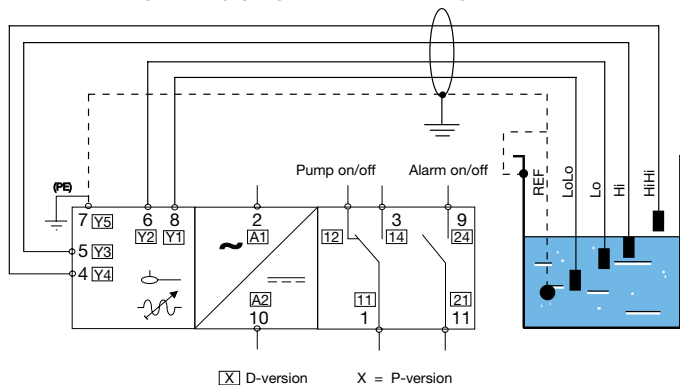 Pump on/off Alarm on/off
REF
LoLo
Lo
Hi
HiHi
(PE)
7 Y5 6 8 2 3 9
Y2 Y1 A1 12 14 24
5 Y3
4 Y4
A2 11 21
10 1 11
X D-version X = P-version